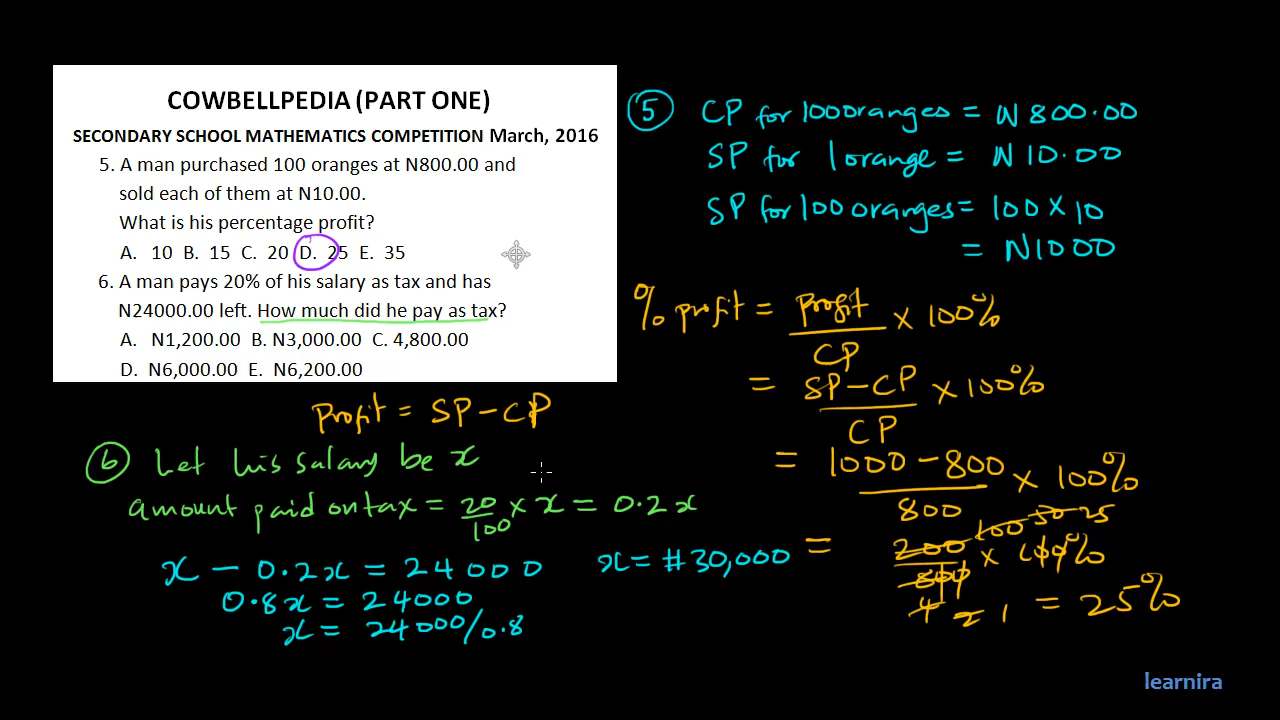 COWBELLPEDIA (PART ONE)
SECONDARY SCHOOL MATHEMATICS COMPETITION March, 2016
5. A man purchased 100 oranges at N800.00 and
sold each of them at N10.00.
What is his percentage profit?
A. 10 B. 15 C. 20 D. 25 E. 35
6. A man pays 20% of his salary as tax and has
N24000.00 left. How much did he pay as tax?
A. N1,200.00 B. N3,000.00 C. 4,800.00
D. N6,000.00 E. N6,200.00
Profit = SP - CP
6 Let his salary be x
amount paid on tax = 20/100 × x = 0.2x
x - 0.2x = 24000
0.8x = 24000
x = 24000/0.8
x = #30,000
5 CP for 100 oranges = N800.00
SP for 1 orange = N10.00
SP for 100 oranges = 100 × 10
= N1000
% profit = profit/CP × 100%
= SP - CP/CP × 100%
= 1000 - 800/800 × 100%
100 50 25
= 200/800 × 100%
4 2 1 = 25%
learnira